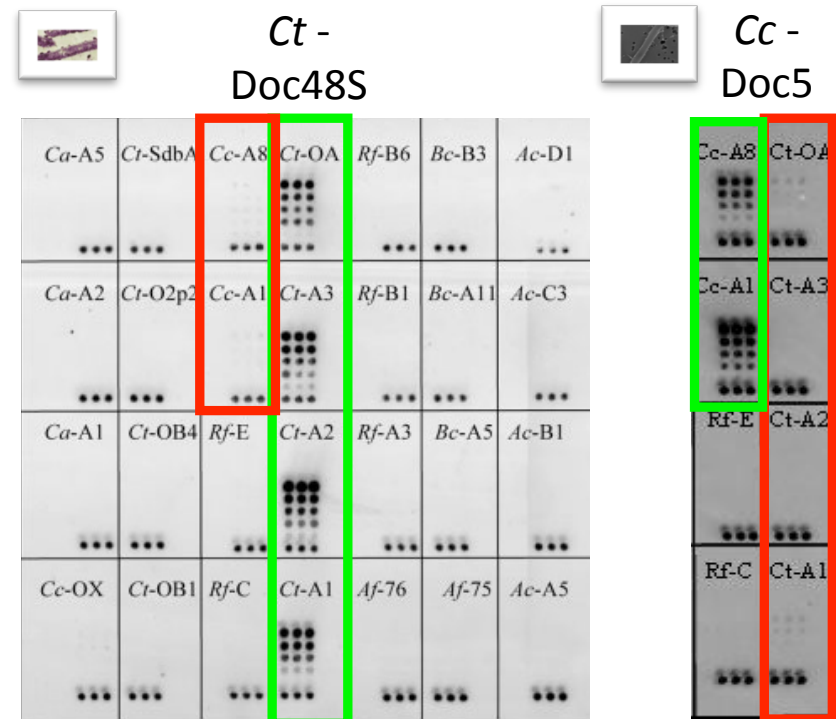 Ct -
Doc48S
Cc -
Doc5
Ca-A5 Ct-SdbA Cc-A8 Ct-OA Rf-B6 Bc-B3 Ac-D1
Ca-A2 Ct-O2p2 Cc-A1 Ct-A3 Rf-B1 Bc-A11 Ac-C3
Ca-A1 Ct-OB4 Rf-E Ct-A2 Rf-A3 Bc-A5 Ac-B1
Cc-OX Ct-OB1 Rf-C Ct-A1 Af-76 Af-75 Ac-A5
Cc-A8 Ct-OA
Cc-A1 Ct-A3
Rf-E Ct-A2
Rf-C Ct-A1